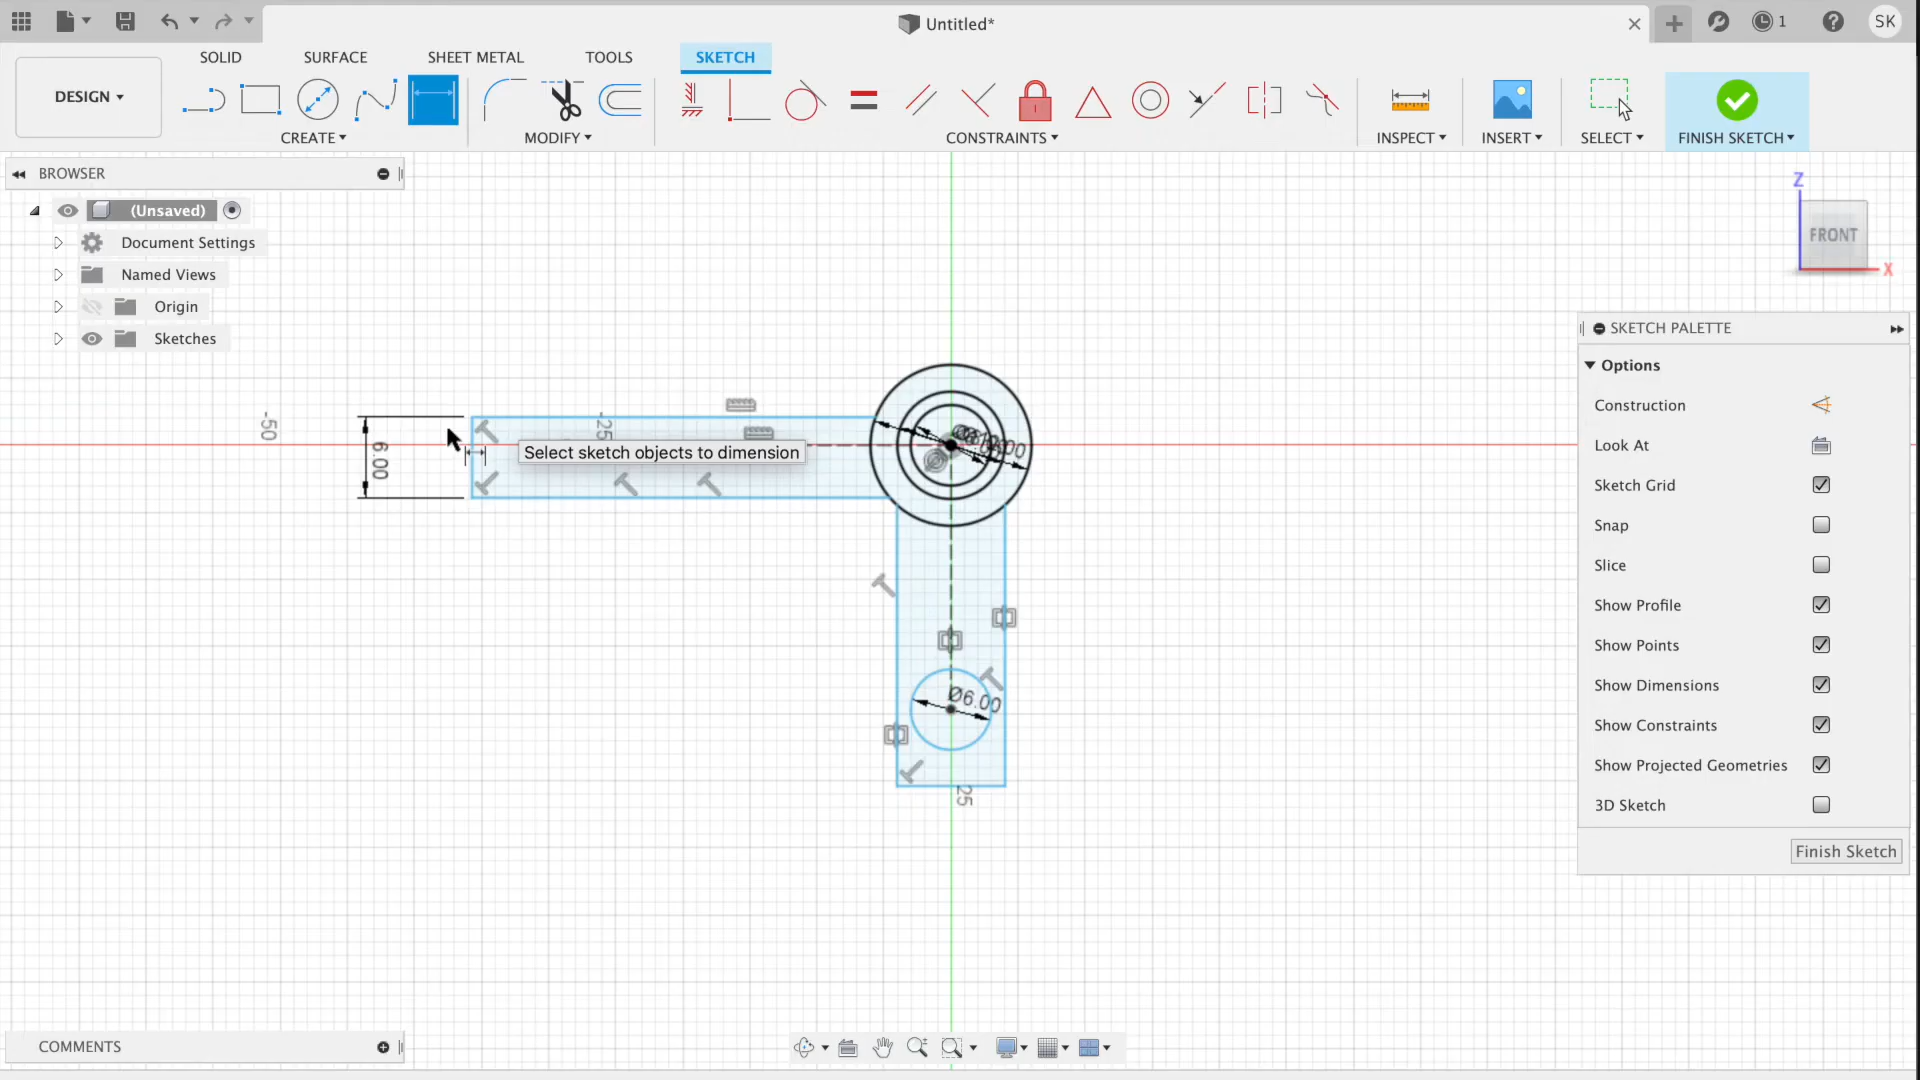 Untitled*
1
SK
DESIGN
SOLID
SURFACE
SHEET METAL
TOOLS
SKETCH
CREATE
MODIFY
CONSTRAINTS
INSPECT
INSERT
SELECT
FINISH SKETCH
BROWSER
(Unsaved)
Document Settings
Named Views
Origin
Sketches
Z
FRONT
X
-50
-25
6.00
Select sketch objects to dimension
Ø6.00
25
SKETCH PALETTE
Options
Construction
Look At
Sketch Grid
Snap
Slice
Show Profile
Show Points
Show Dimensions
Show Constraints
Show Projected Geometries
3D Sketch
Finish Sketch
COMMENTS